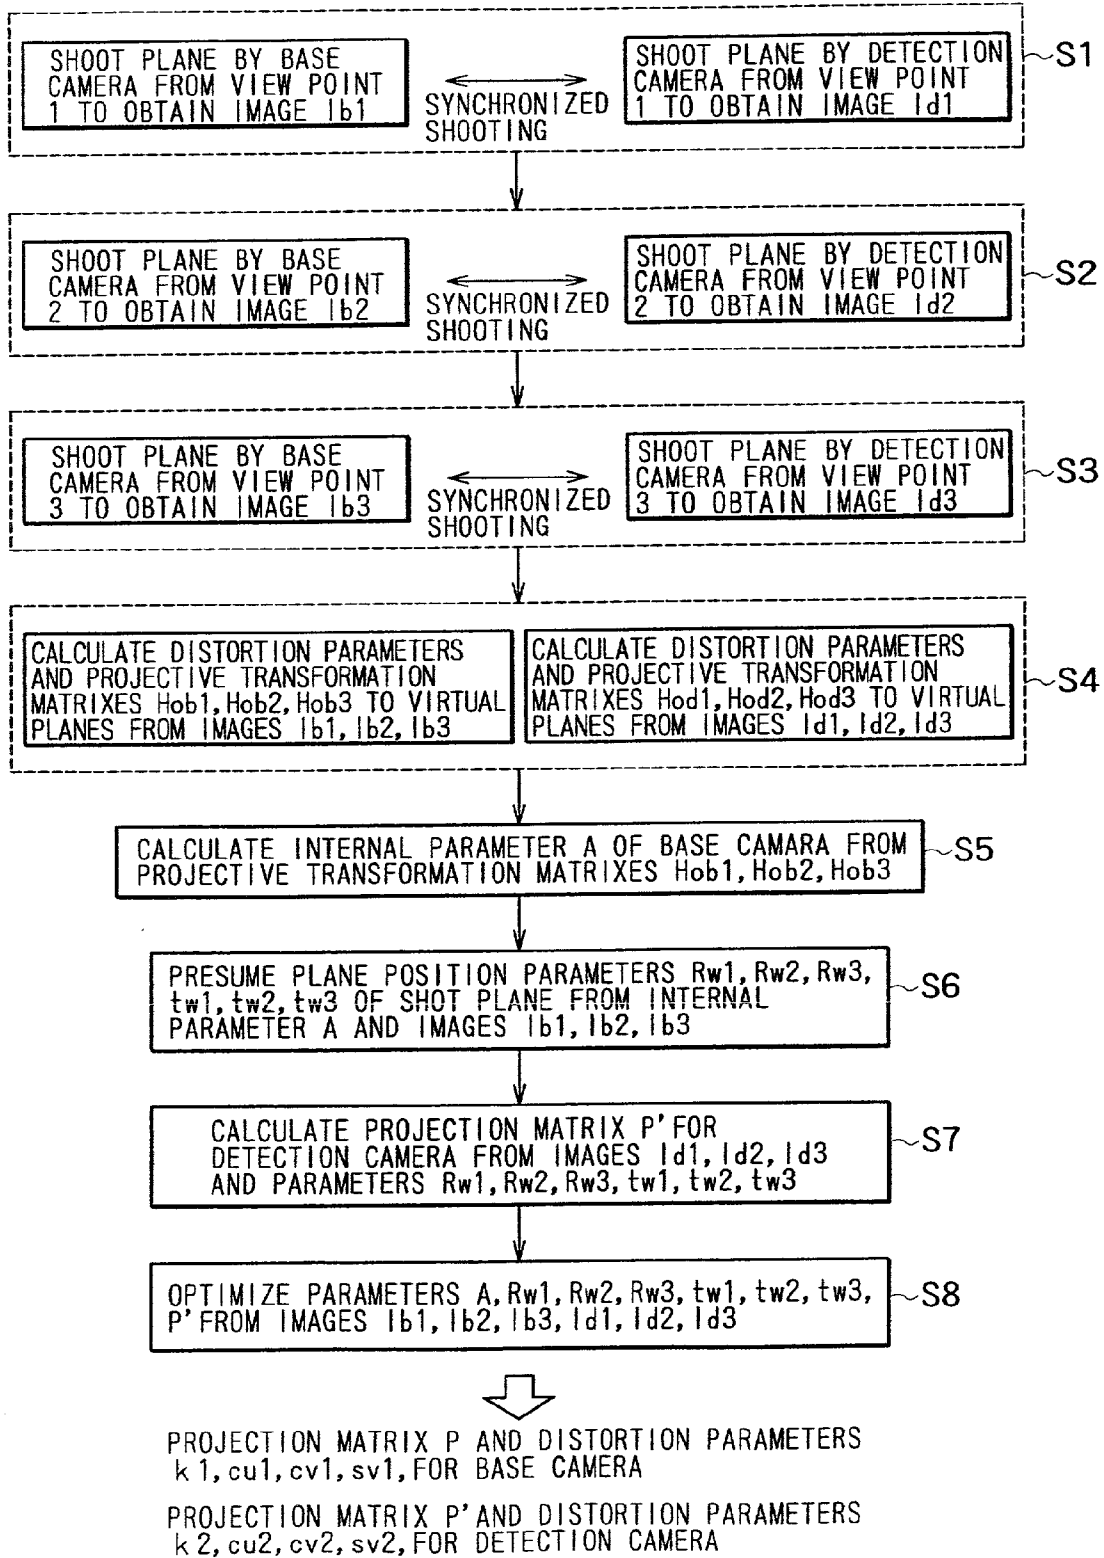 SHOOT PLANE BY BASE
CAMERA FROM VIEW POINT
1 TO OBTAIN IMAGE Ib1
SYNCHRONIZED
SHOOTING
SHOOT PLANE BY DETECTION
CAMERA FROM VIEW POINT
1 TO OBTAIN IMAGE Id1
S1
SHOOT PLANE BY BASE
CAMERA FROM VIEW POINT
2 TO OBTAIN IMAGE Ib2
SYNCHRONIZED
SHOOTING
SHOOT PLANE BY DETECTION
CAMERA FROM VIEW POINT
2 TO OBTAIN IMAGE Id2
S2
SHOOT PLANE BY BASE
CAMERA FROM VIEW POINT
3 TO OBTAIN IMAGE Ib3
SYNCHRONIZED
SHOOTING
SHOOT PLANE BY DETECTION
CAMERA FROM VIEW POINT
3 TO OBTAIN IMAGE Id3
S3
CALCULATE DISTORTION PARAMETERS
AND PROJECTIVE TRANSFORMATION
MATRIXES Hob1, Hob2, Hob3 TO VIRTUAL
PLANES FROM IMAGES Ib1, Ib2, Ib3
CALCULATE DISTORTION PARAMETERS
AND PROJECTIVE TRANSFORMATION
MATRIXES Hod1, Hod2, Hod3 TO VIRTUAL
PLANES FROM IMAGES Id1, Id2, Id3
S4
CALCULATE INTERNAL PARAMETER A OF BASE CAMARA FROM
PROJECTIVE TRANSFORMATION MATRIXES Hob1, Hob2, Hob3
S5
PRESUME PLANE POSITION PARAMETERS Rw1, Rw2, Rw3,
tw1, tw2, tw3 OF SHOT PLANE FROM INTERNAL
PARAMETER A AND IMAGES Ib1, Ib2, Ib3
S6
CALCULATE PROJECTION MATRIX P' FOR
DETECTION CAMERA FROM IMAGES Id1, Id2, Id3
AND PARAMETERS Rw1, Rw2, Rw3, tw1, tw2, tw3
S7
OPTIMIZE PARAMETERS A, Rw1, Rw2, Rw3, tw1, tw2, tw3,
P' FROM IMAGES Ib1, Ib2, Ib3, Id1, Id2, Id3
S8
PROJECTION MATRIX P AND DISTORTION PARAMETERS
k1, cu1, cv1, sv1, FOR BASE CAMERA
PROJECTION MATRIX P' AND DISTORTION PARAMETERS
k2, cu2, cv2, sv2, FOR DETECTION CAMERA